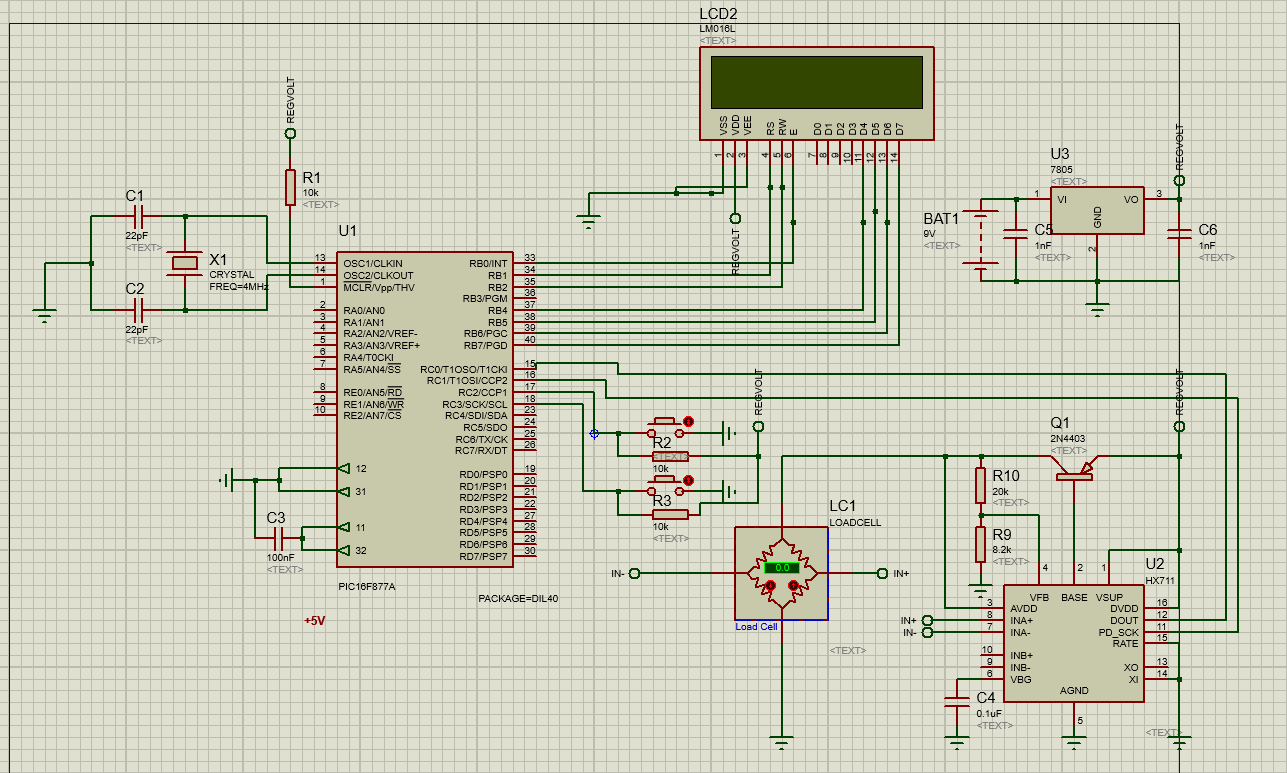 LCD2
LM016L
<TEXT>
VSS
VDD
VEE
RS
RW
E
D0
D1
D2
D3
D4
D5
D6
D7
1
2
3
4
5
6
7
8
9
10
11
12
13
14
REGVOLT
REGVOLT
R1
10k
<TEXT>
C1
22pF
<TEXT>
X1
CRYSTAL
FREQ=4MHz
C2
22pF
<TEXT>
U3
7805
<TEXT>
1
VI
VO
3
GND
2
REGVOLT
BAT1
9V
<TEXT>
C5
1nF
<TEXT>
C6
1nF
<TEXT>
U1
13
OSC1/CLKIN
14
OSC2/CLKOUT
1
MCLR/Vpp/THV
2
RA0/AN0
3
RA1/AN1
4
RA2/AN2/VREF-
5
RA3/AN3/VREF+
6
RA4/T0CKI
7
RA5/AN4/SS
8
RE0/AN5/RD
9
RE1/AN6/WR
10
RE2/AN7/CS
12
31
11
32
RB0/INT
33
RB1
34
RB2
35
RB3/PGM
36
RB4
37
RB5
38
RB6/PGC
39
RB7/PGD
40
RC0/T1OSO/T1CKI
15
RC1/T1OSI/CCP2
16
RC2/CCP1
17
RC3/SCK/SCL
18
RC4/SDI/SDA
23
RC5/SDO
24
RC6/TX/CK
25
RC7/RX/DT
26
RD0/PSP0
19
RD1/PSP1
20
RD2/PSP2
21
RD3/PSP3
22
RD4/PSP4
27
RD5/PSP5
28
RD6/PSP6
29
RD7/PSP7
30
PIC16F877A
PACKAGE=DIL40
C3
100nF
<TEXT>
+5V
REGVOLT
R2
<TEXT>
10k
R3
10k
<TEXT>
LC1
LOADCELL
0.0
Load Cell
IN-
IN+
<TEXT>
REGVOLT
Q1
2N4403
<TEXT>
R10
20k
<TEXT>
R9
8.2k
<TEXT>
U2
HX711
4
2
1
VFB
BASE
VSUP
3
AVDD
IN+
8
INA+
IN-
7
INA-
10
INB+
9
INB-
6
VBG
DVDD
16
DOUT
12
PD_SCK
11
RATE
15
XO
13
XI
14
AGND
5
C4
0.1uF
<TEXT>
<TEXT>